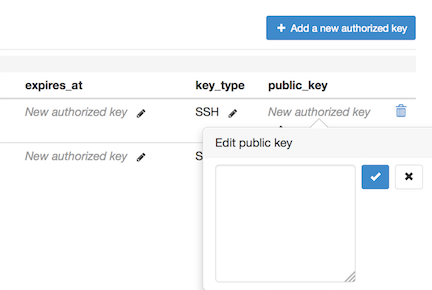 + Add a new authorized key
expires_at key_type public_key
New authorized key SSH New authorized key
New authorized key S
Edit public key